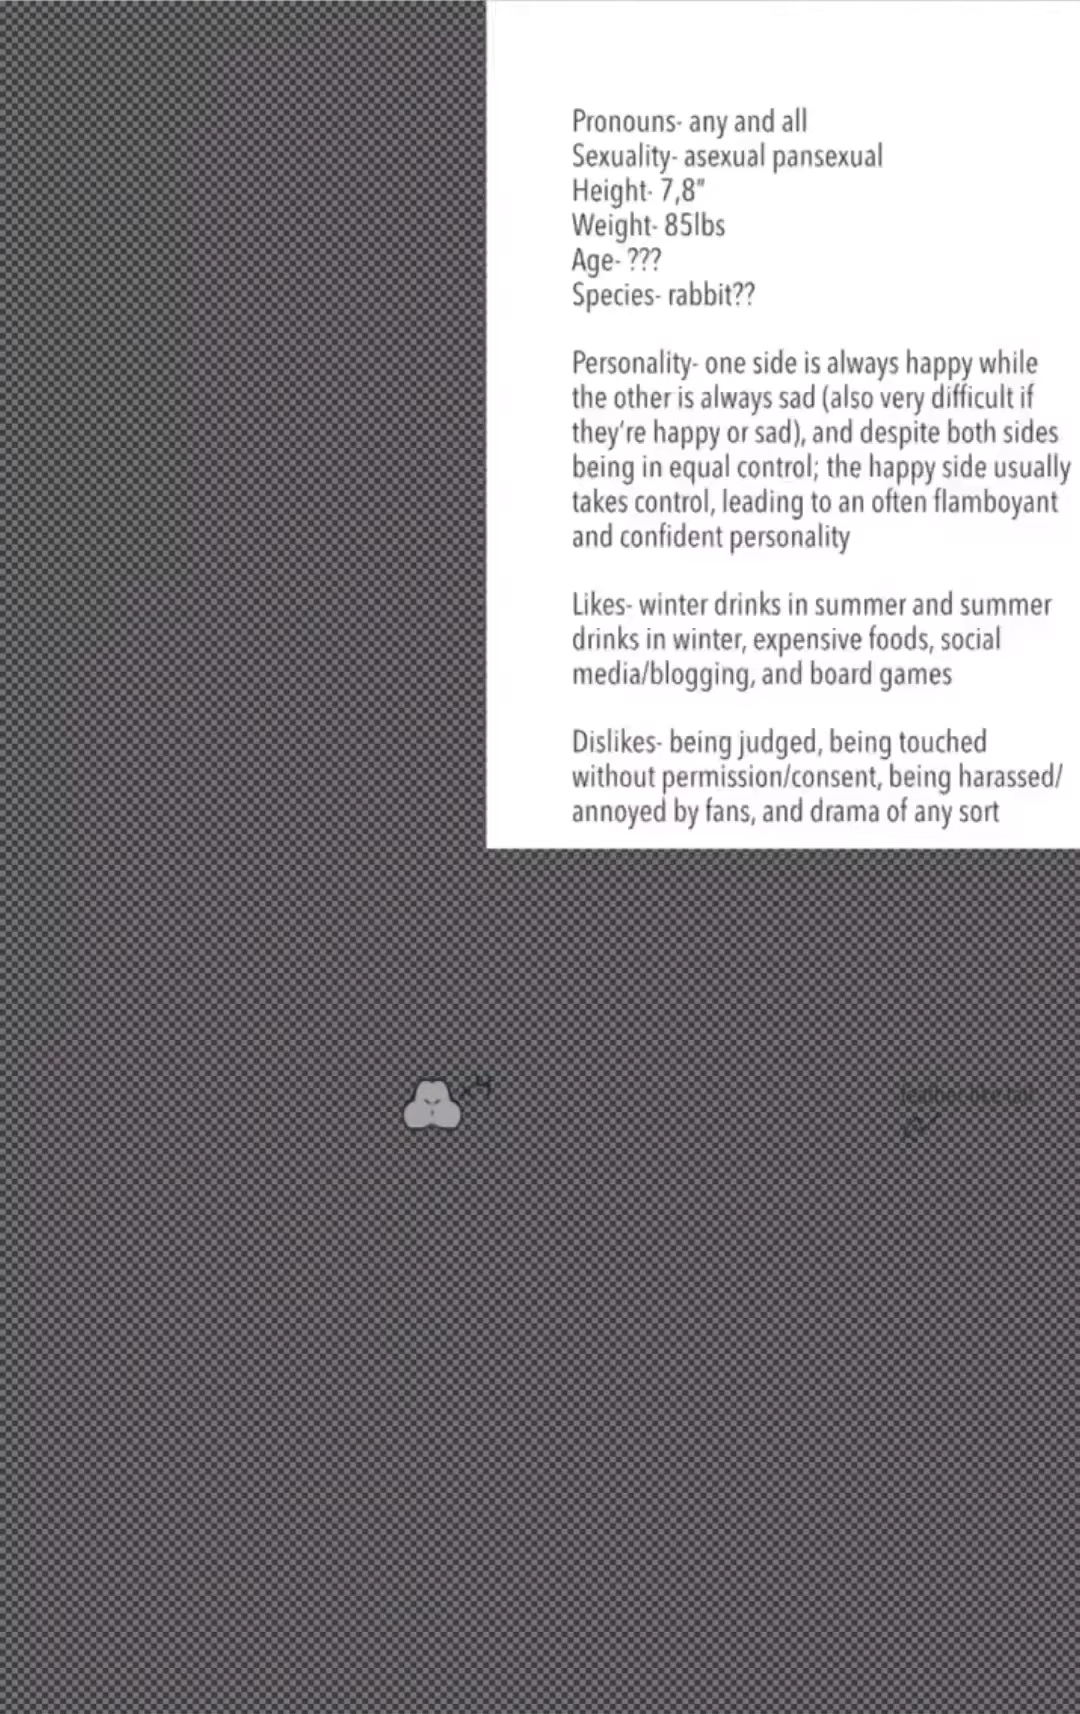 Pronouns- any and all
Sexuality- asexual pansexual
Height- 7,8"
Weight- 85lbs
Age- ???
Species- rabbit??
Personality- one side is always happy while
the other is always sad (also very difficult if
they're happy or sad), and despite both sides
being in equal control; the happy side usually
takes control, leading to an often flamboyant
and confident personality
Likes- winter drinks in summer and summer
drinks in winter, expensive foods, social
media/blogging, and board games
Dislikes- being judged, being touched
without permission/consent, being harassed/
annoyed by fans, and drama of any sort
x4